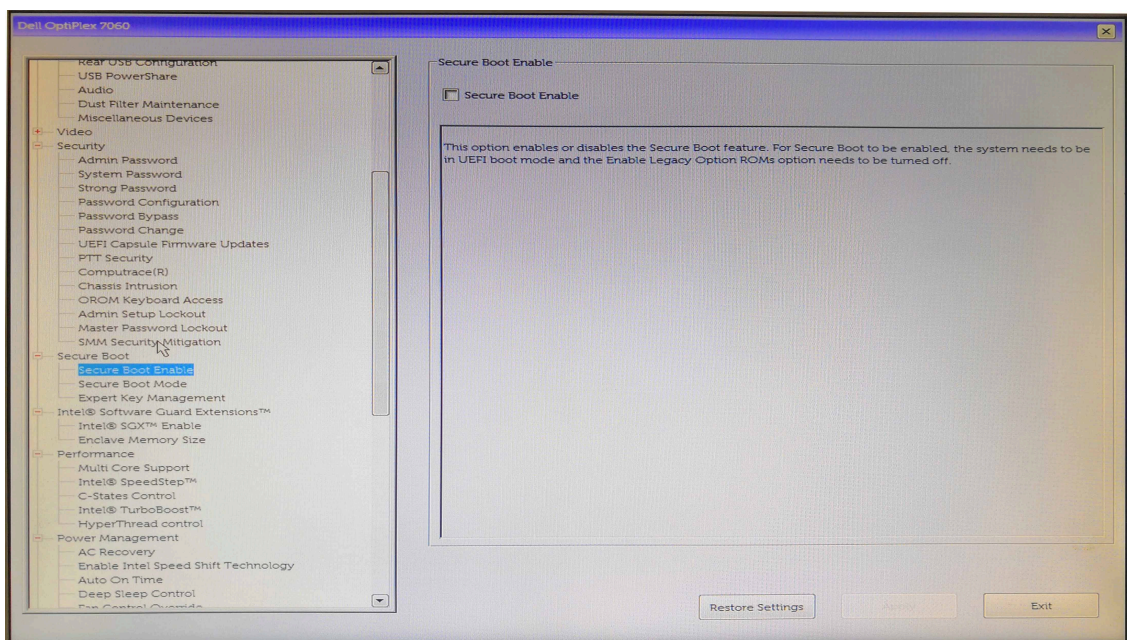 Dell OptiPlex 7060
Rear USB Configuration
USB PowerShare
Audio
Dust Filter Maintenance
Miscellaneous Devices
Video
Security
Admin Password
System Password
Strong Password
Password Configuration
Password Bypass
Password Change
UEFI Capsule Firmware Updates
PTT Security
Computrace(R)
Chassis Intrusion
OROM Keyboard Access
Admin Setup Lockout
Master Password Lockout
SMM Security Mitigation
Secure Boot
Secure Boot Enable
Secure Boot Mode
Expert Key Management
Intel® Software Guard Extensions™
Intel® SGX™ Enable
Enclave Memory Size
Performance
Multi Core Support
Intel® SpeedStep™
C-States Control
Intel® TurboBoost™
HyperThread control
Power Management
AC Recovery
Enable Intel Speed Shift Technology
Auto On Time
Deep Sleep Control
Fan Control Override
Secure Boot Enable
Secure Boot Enable
This option enables or disables the Secure Boot feature. For Secure Boot to be enabled, the system needs to be
in UEFI boot mode and the Enable Legacy Option ROMs option needs to be turned off.
Restore Settings
Apply
Exit